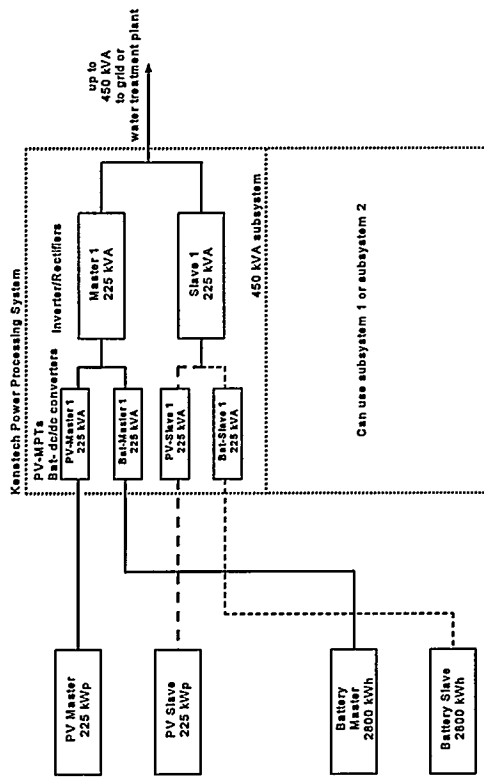 up to
450 kVA
to grid or
water treatment plant
Kenetech Power Processing System
PV-MPTs
Bat- dc/dc converters
Inverter/Rectifiers
PV-Master 1
225 kVA
Bat-Master 1
225 kVA
PV-Slave 1
225 kVA
Bat-Slave 1
225 kVA
Master 1
225 kVA
Slave 1
225 kVA
450 kVA subsystem
Can use subsystem 1 or subsystem 2
PV Master
225 kWp
PV Slave
225 kWp
Battery
Master
2800 kWh
Battery Slave
2800 kWh